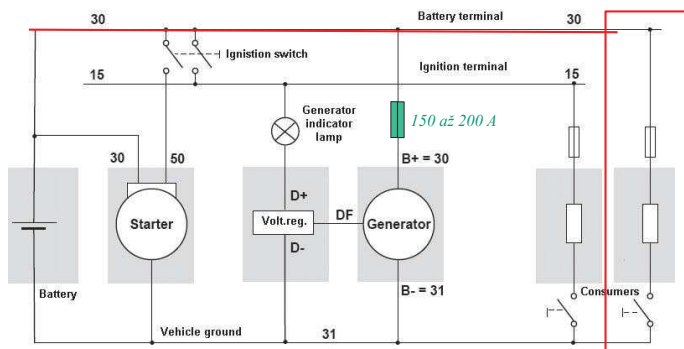 Battery terminal
30
30
Ignistion switch
Ignition terminal
15
15
Generator
indicator
lamp
150 až 200 A
30
50
B+ = 30
D+
Starter
Volt.reg.
DF
Generator
D-
B- = 31
Battery
Consumers
Vehicle ground
31